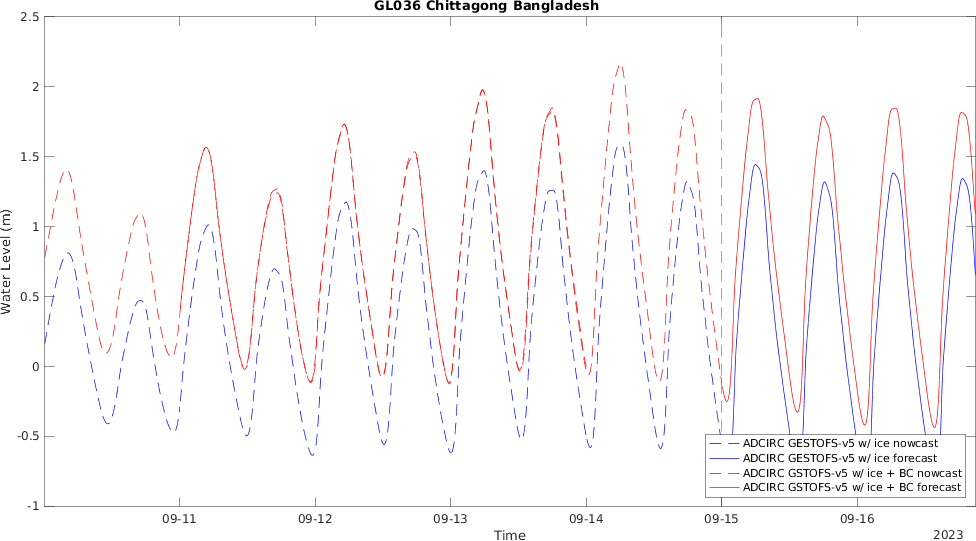 GL036 Chittagong Bangladesh
2.5
2
1.5
1
0.5
0
-0.5
-1
Water Level (m)
09-11
09-12
09-13
09-14
09-15
09-16
Time
2023
ADCIRC GESTOFS-v5 w/ ice nowcast
ADCIRC GESTOFS-v5 w/ ice forecast
ADCIRC GSTOFS-v5 w/ ice + BC nowcast
ADCIRC GSTOFS-v5 w/ ice + BC forecast